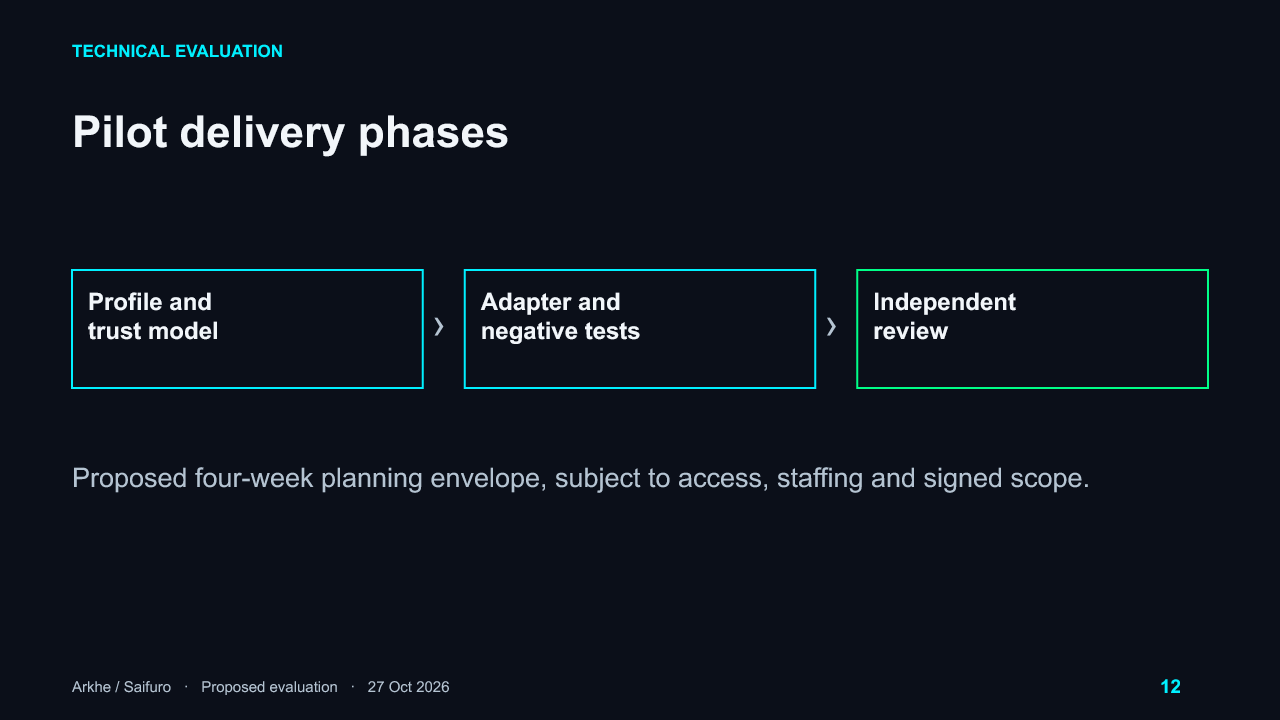 TECHNICAL EVALUATION
Pilot delivery phases
Profile and
trust model
›
Adapter and
negative tests
›
Independent
review
Proposed four-week planning envelope, subject to access, staffing and signed scope.
Arkhe / Saifuro · Proposed evaluation · 27 Oct 2026
12